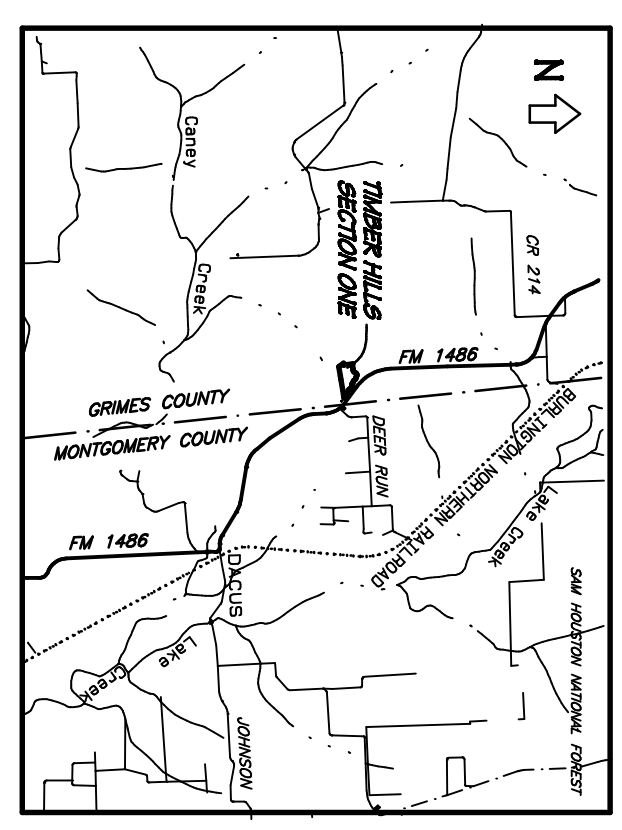 N
Caney
Creek
TIMBER HILLS
SECTION ONE
CR 214
FM 1486
GRIMES COUNTY
MONTGOMERY COUNTY
DEER RUN
BURLINGTON NORTHERN RAILROAD
Lake Creek
FM 1486
DACUS
SAM HOUSTON NATIONAL FOREST
Lake
Creek
JOHNSON